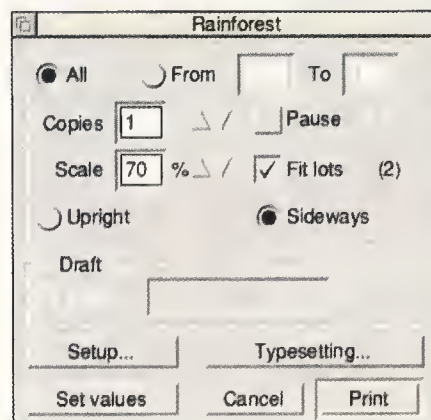 Rainforest
All From To
Copies 1 Pause
Scale 70 % Fit lots (2)
Upright Sideways
Draft
Setup... Typesetting...
Set values Cancel Print